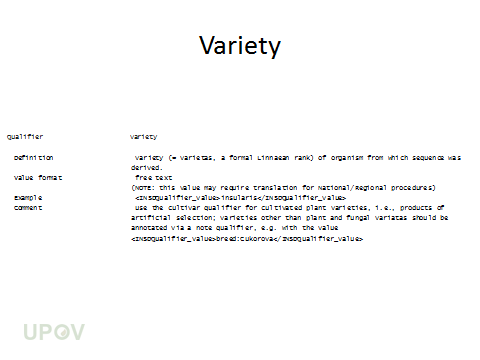 Variety
Qualifier variety
Definition variety (= varietas, a formal Linnaean rank) of organism from which sequence was
derived.
Value format free text
(NOTE: this value may require translation for National/Regional procedures)
Example <INSDQualifier_value>insularis</INSDQualifier_value>
Comment use the cultivar qualifier for cultivated plant varieties, i.e., products of
artificial selection; varieties other than plant and fungal variatas should be
annotated via a note qualifier, e.g. with the value
<INSDQualifier_value>breed:Cukorova</INSDQualifier_value>
UPOV